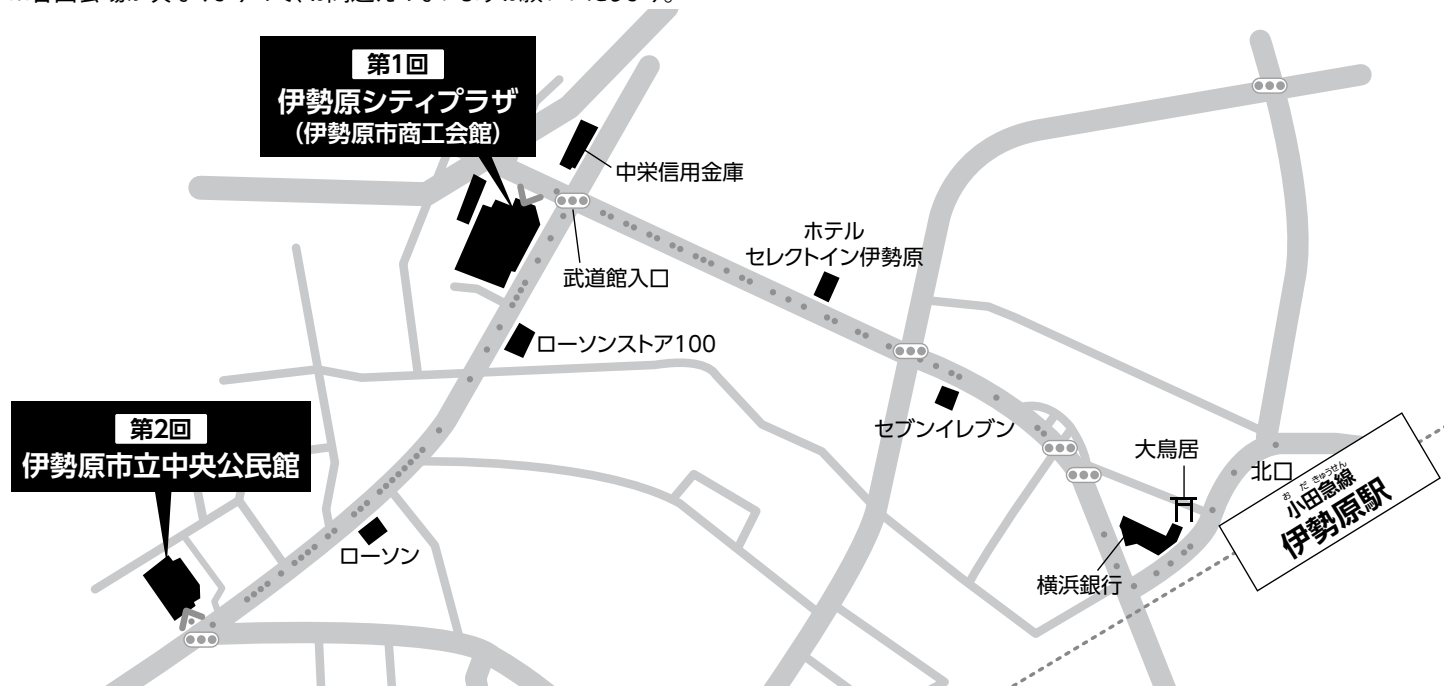 第1回
伊勢原シティプラザ
(伊勢原市商工会館)
中栄信用金庫
武道館入口
ホテル
セレクトイン伊勢原
ローソンストア100
セブンイレブン
大鳥居
北口
おだきゅうせん
小田急線
伊勢原駅
横浜銀行
第2回
伊勢原市立中央公民館
ローソン